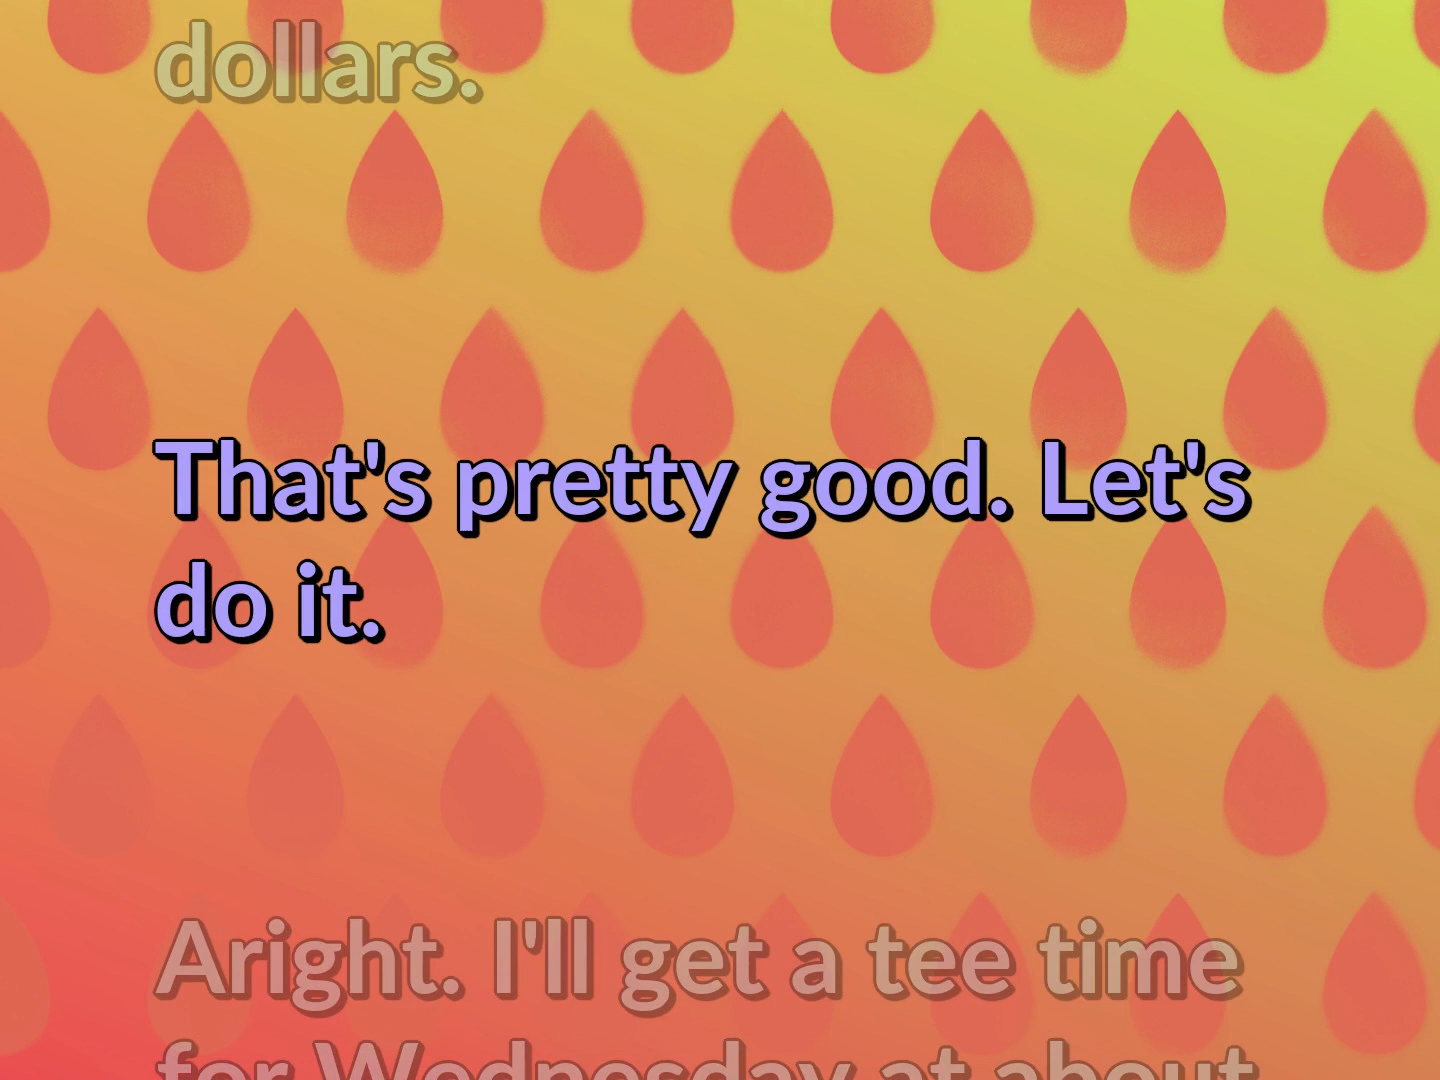 dollars.
That's pretty good. Let's
do it.
Aright. I'll get a tee time
for Wednesday at about